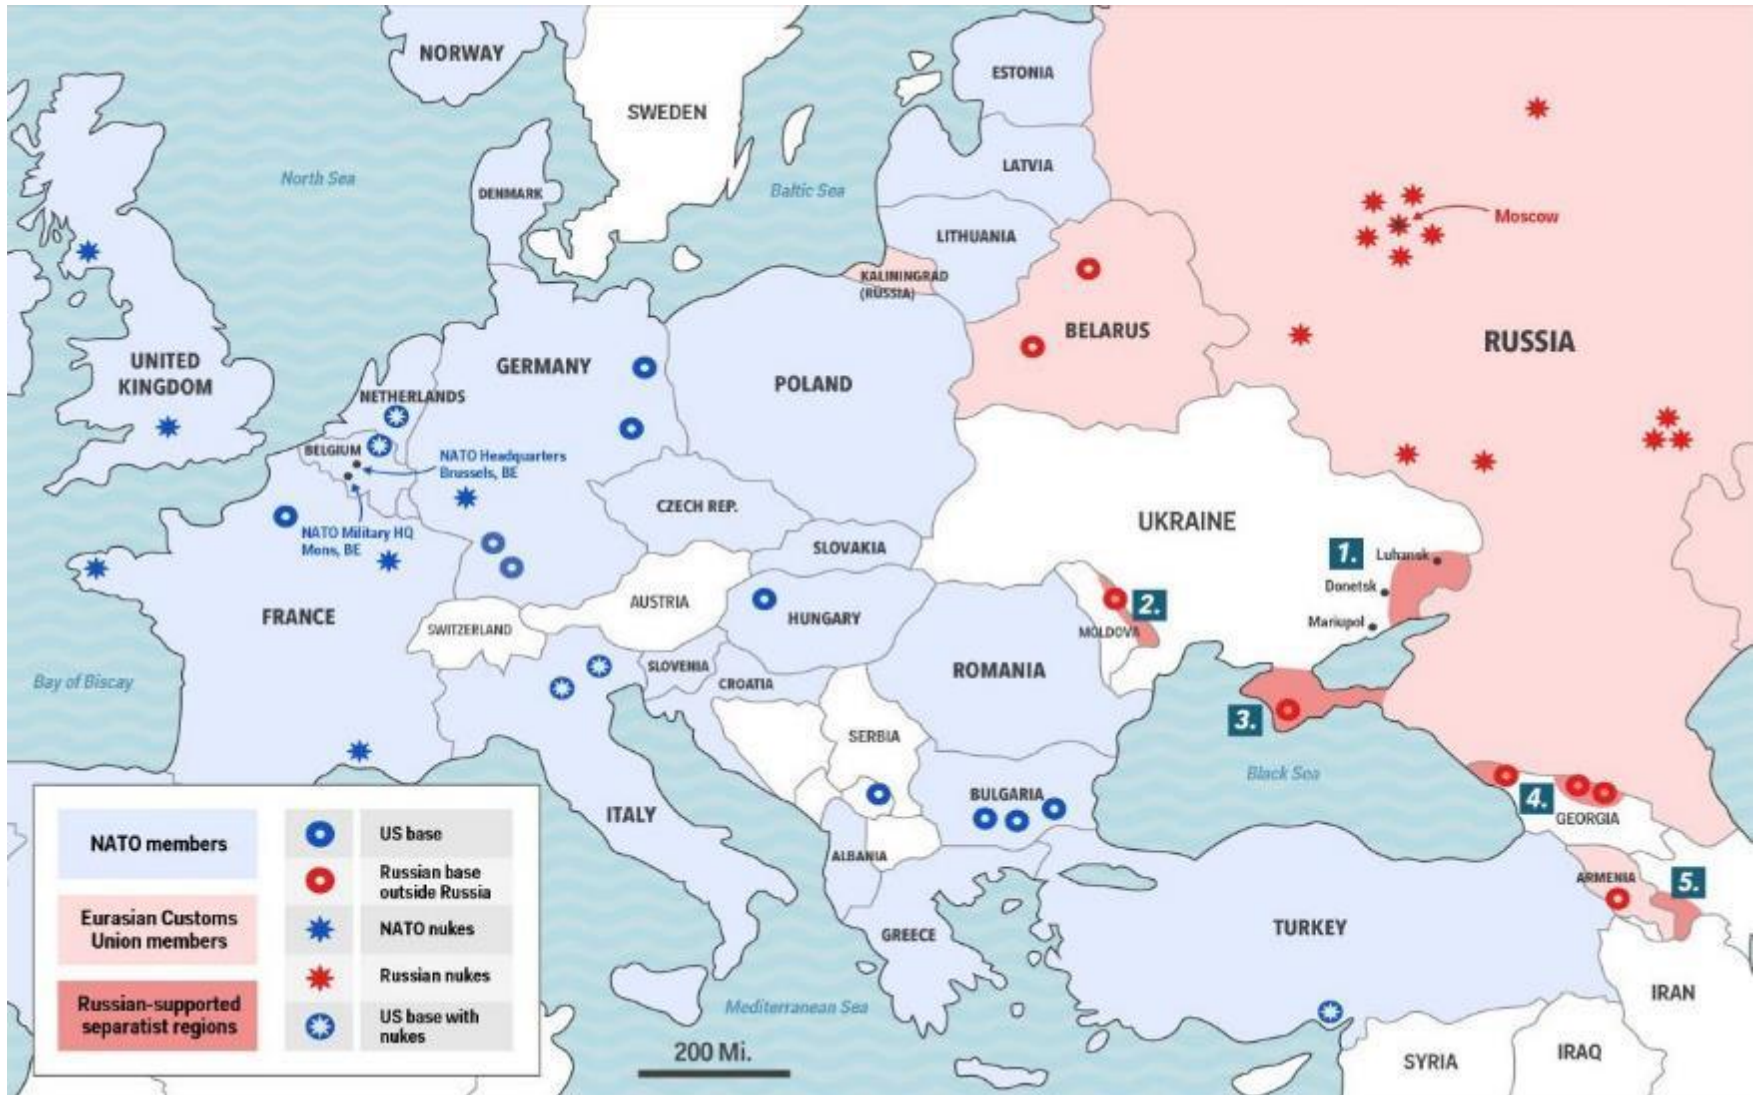 NORWAY
SWEDEN
ESTONIA
LATVIA
LITHUANIA
North Sea
Baltic Sea
DENMARK
KALININGRAD
(RUSSIA)
BELARUS
Moscow
RUSSIA
UNITED
KINGDOM
NETHERLANDS
GERMANY
POLAND
BELGIUM
NATO Headquarters
Brussels, BE
NATO Military HQ
Mons, BE
CZECH REP.
UKRAINE
SLOVAKIA
1.
Luhansk
Donetsk
Mariupol
2.
MOLDOVA
FRANCE
SWITZERLAND
AUSTRIA
HUNGARY
SLOVENIA
CROATIA
ROMANIA
Bay of Biscay
SERBIA
3.
Black Sea
ITALY
BULGARIA
4.
GEORGIA
ALBANIA
ARMENIA
5.
GREECE
TURKEY
IRAN
Mediterranean Sea
SYRIA
IRAQ
200 Mi.
NATO members
Eurasian Customs
Union members
Russian-supported
separatist regions
US base
Russian base
outside Russia
NATO nukes
Russian nukes
US base with
nukes